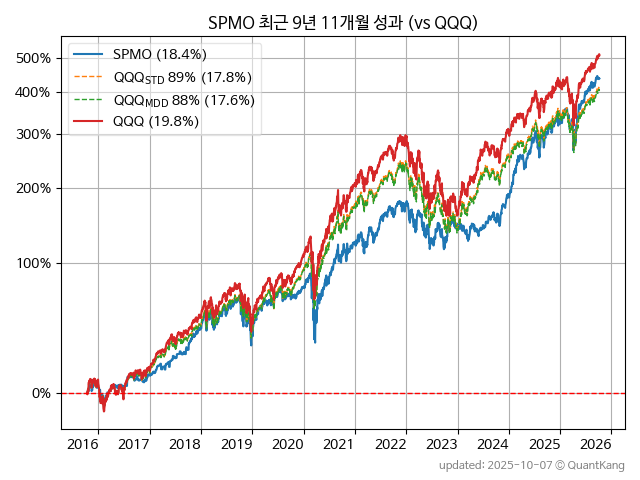 SPMO 최근 9년 11개월 성과 (vs QQQ)
SPMO (18.4%)
QQQSTD 89% (17.8%)
QQQMDD 88% (17.6%)
QQQ (19.8%)
500%
400%
300%
200%
100%
0%
2016 2017 2018 2019 2020 2021 2022 2023 2024 2025 2026
updated: 2025-10-07 © QuantKang